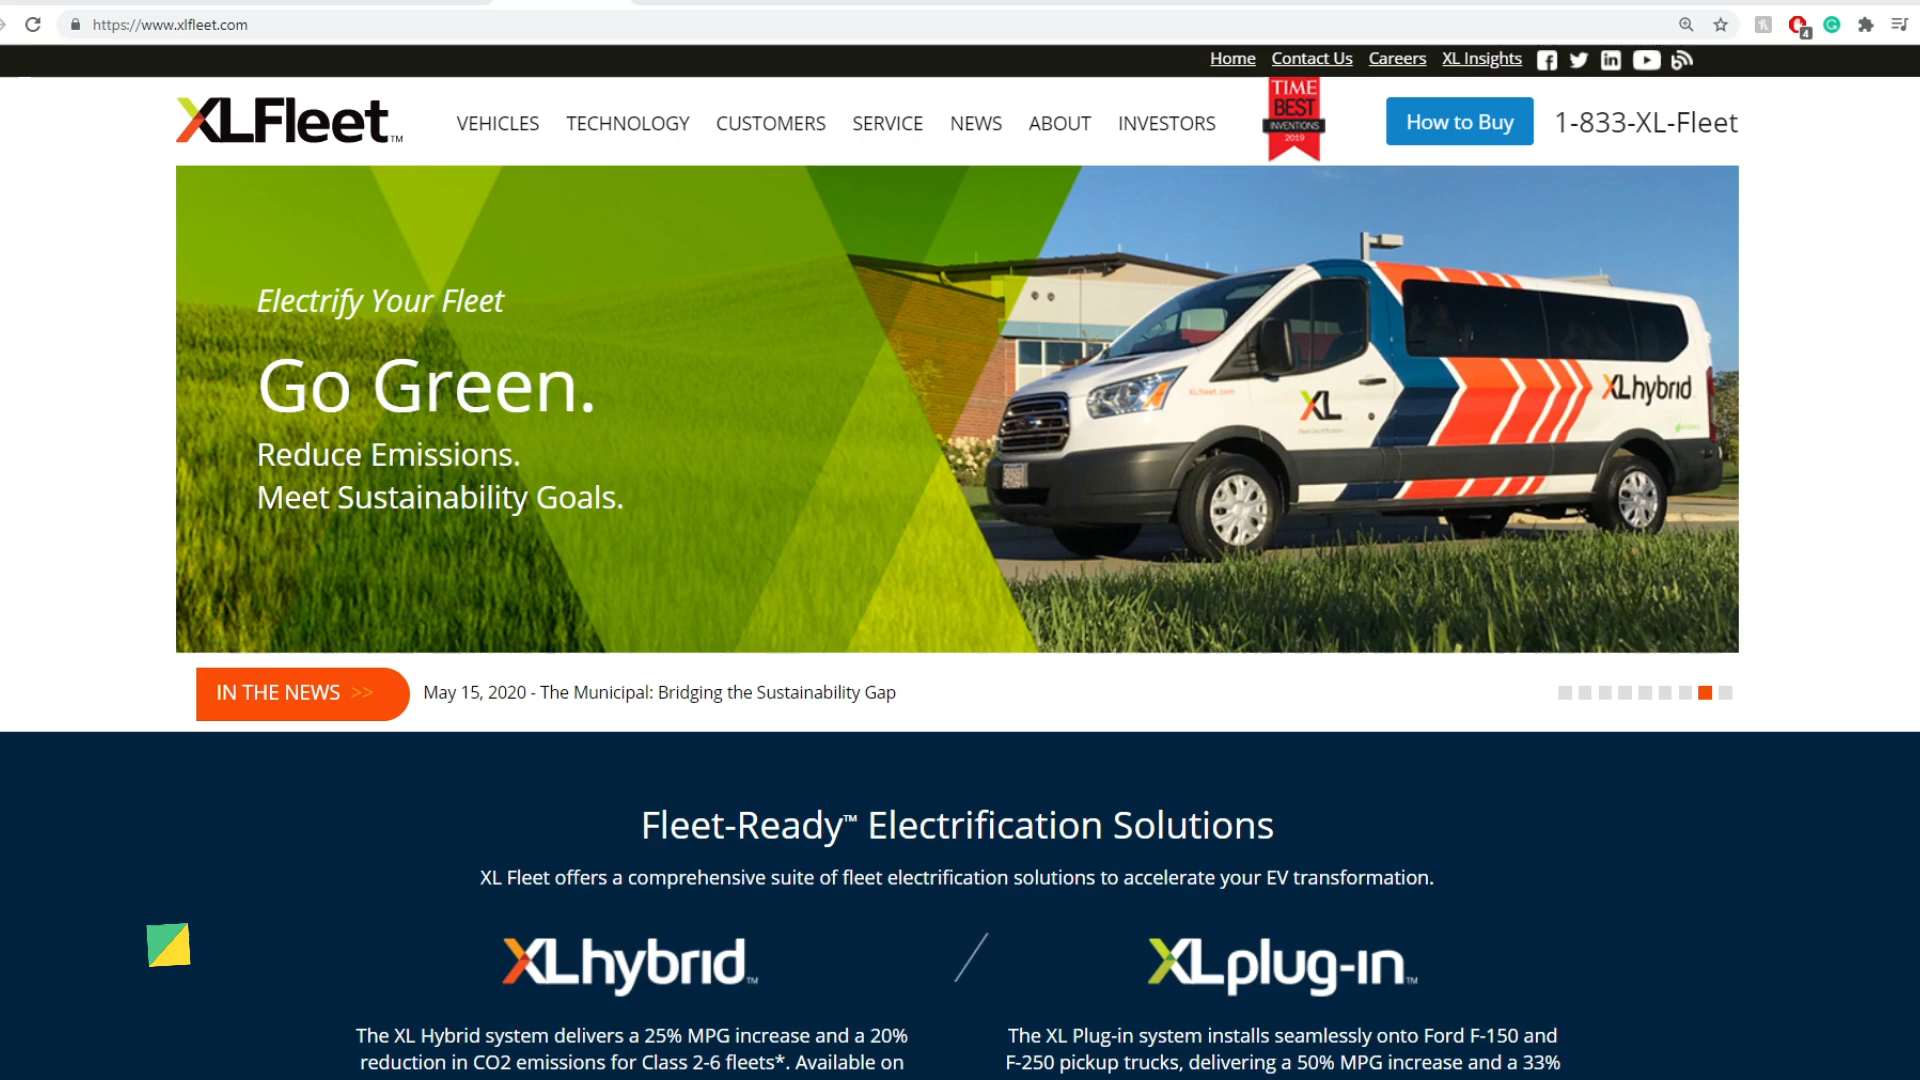 https://www.xlfleet.com
4
Home Contact Us Careers XL Insights
XLFleet™
VEHICLES TECHNOLOGY CUSTOMERS SERVICE NEWS ABOUT INVESTORS
TIME
BEST
INVENTIONS
2019
How to Buy
1-833-XL-Fleet
Electrify Your Fleet
Go Green.
Reduce Emissions.
Meet Sustainability Goals.
XLfleet.com
XL
XLhybrid
IN THE NEWS >>
May 15, 2020 - The Municipal: Bridging the Sustainability Gap
Fleet-Ready™ Electrification Solutions
XL Fleet offers a comprehensive suite of fleet electrification solutions to accelerate your EV transformation.
XLhybrid™
The XL Hybrid system delivers a 25% MPG increase and a 20%
reduction in CO2 emissions for Class 2-6 fleets*. Available on
XLplug-in™
The XL Plug-in system installs seamlessly onto Ford F-150 and
F-250 pickup trucks, delivering a 50% MPG increase and a 33%